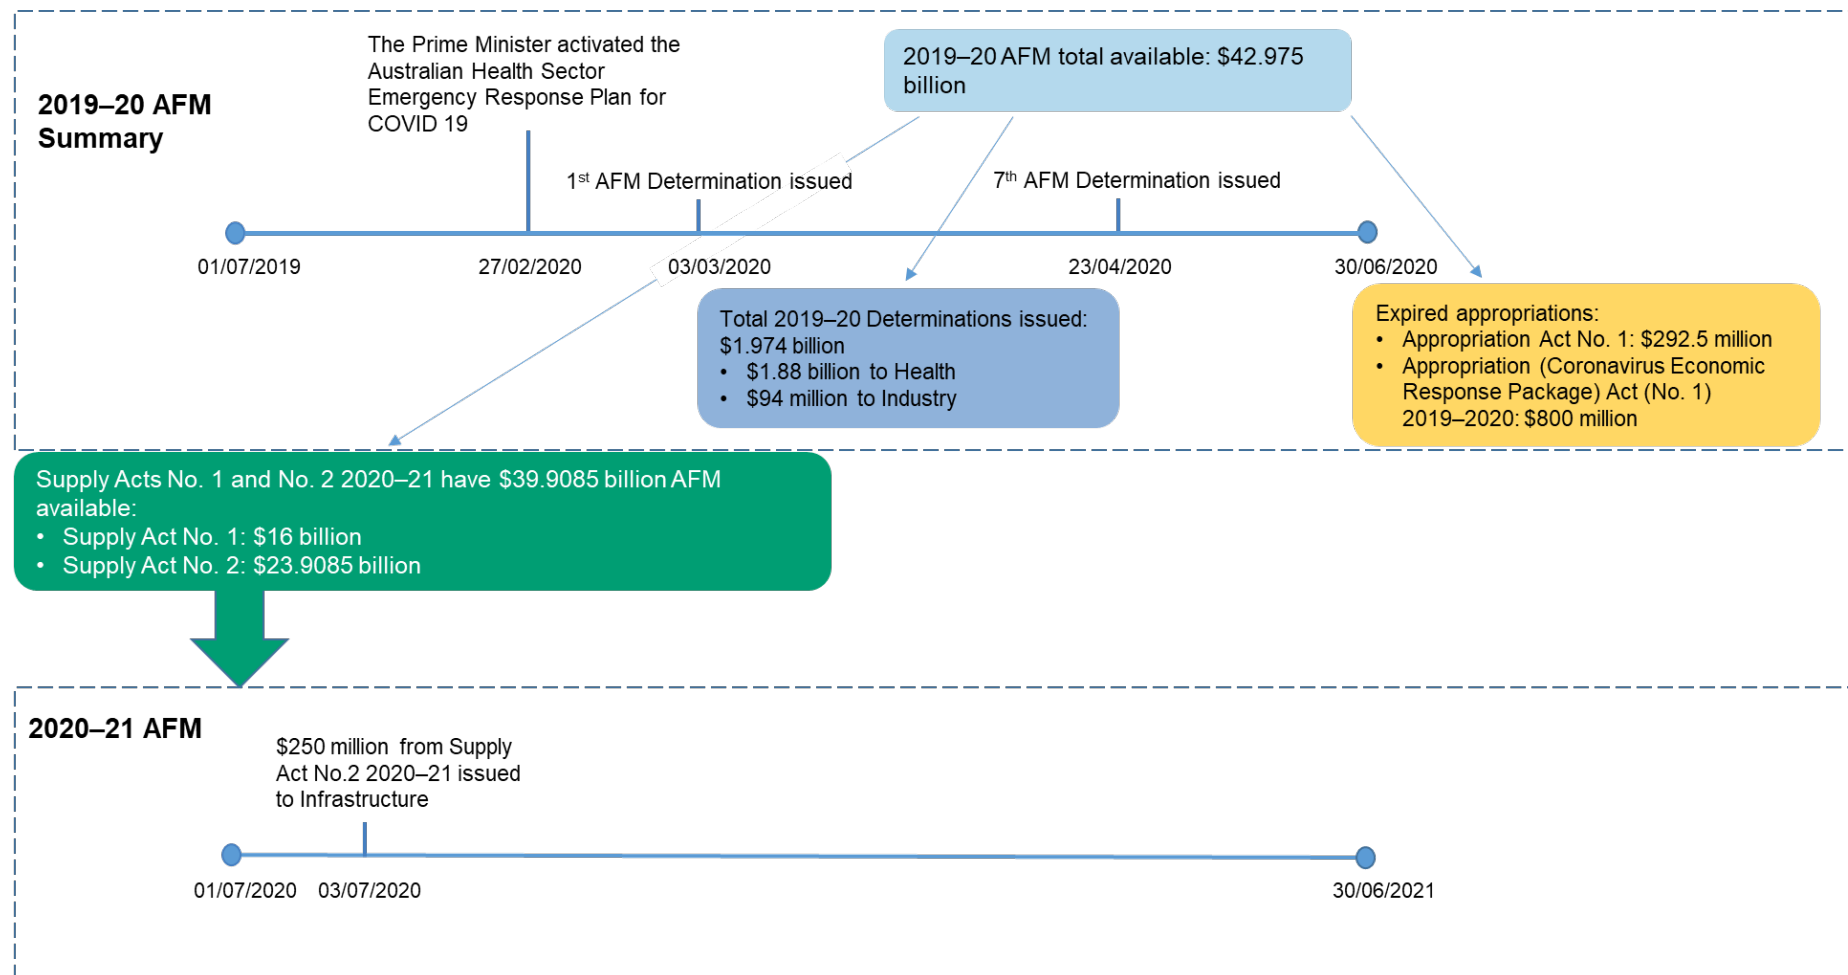 2019–20 AFM
Summary
The Prime Minister activated the
Australian Health Sector
Emergency Response Plan for
COVID 19
2019–20 AFM total available: $42.975
billion
1st AFM Determination issued
7th AFM Determination issued
01/07/2019
27/02/2020
03/03/2020
23/04/2020
30/06/2020
Total 2019–20 Determinations issued:
$1.974 billion
• $1.88 billion to Health
• $94 million to Industry
Expired appropriations:
• Appropriation Act No. 1: $292.5 million
• Appropriation (Coronavirus Economic
Response Package) Act (No. 1)
2019–2020: $800 million
Supply Acts No. 1 and No. 2 2020–21 have $39.9085 billion AFM
available:
• Supply Act No. 1: $16 billion
• Supply Act No. 2: $23.9085 billion
2020–21 AFM
$250 million from Supply
Act No.2 2020–21 issued
to Infrastructure
01/07/2020
03/07/2020
30/06/2021